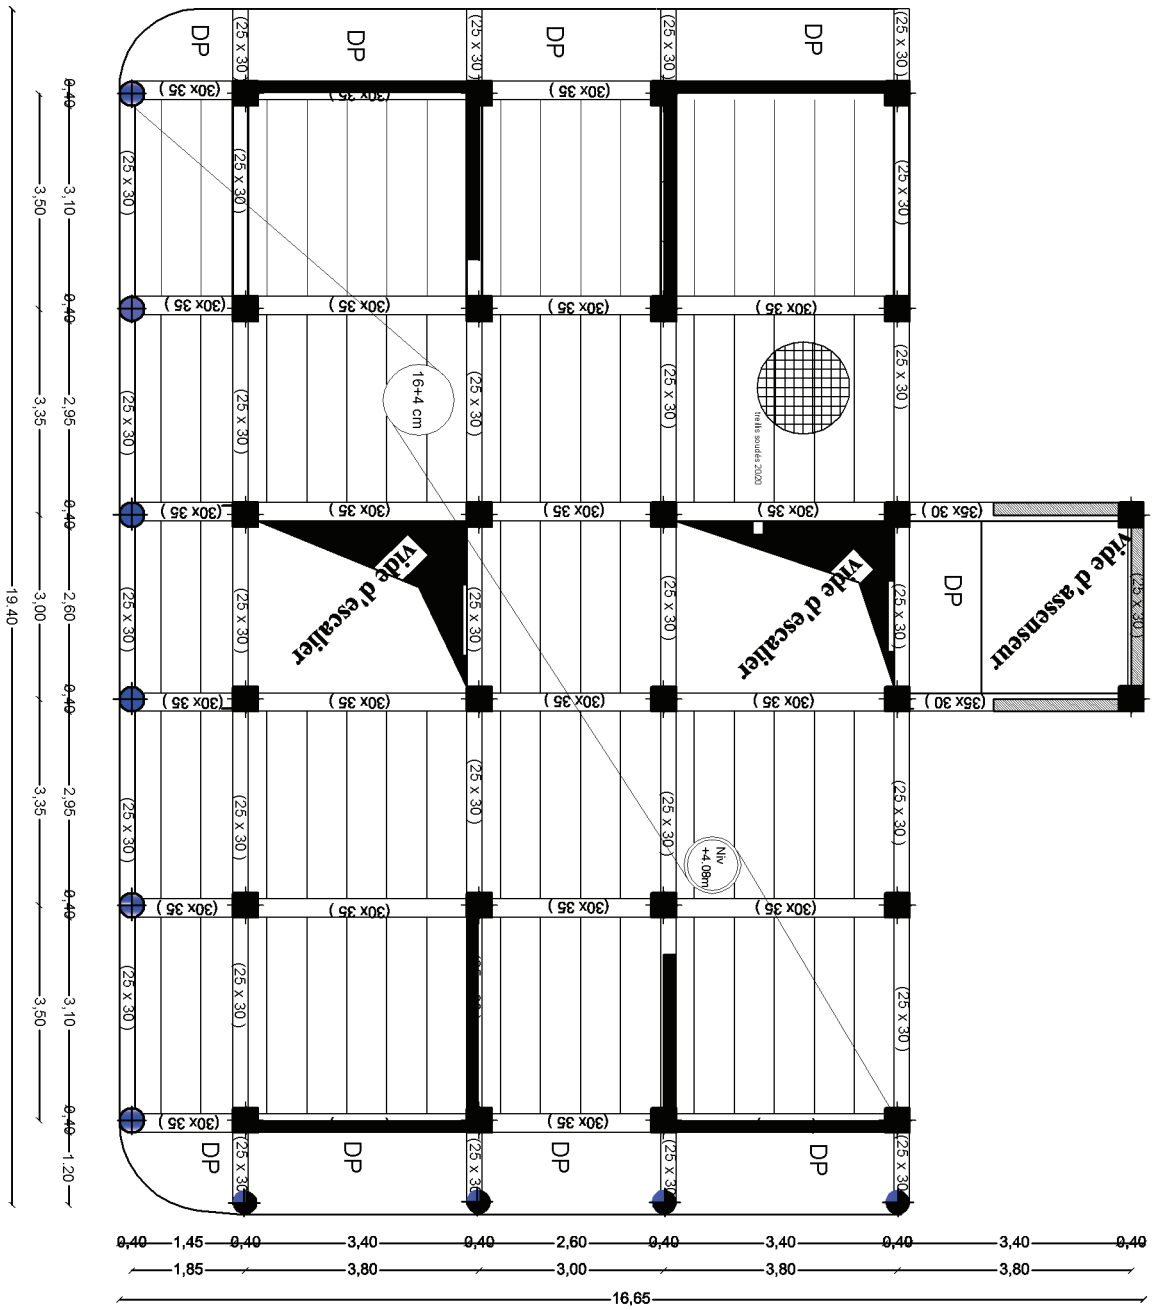 DP
DP
DP
DP
(25 x 30 )
(25 x 30 )
(25 x 30 )
(25 x 30 )
(30x 35 )
(30x 35 )
(30x 35 )
(25 x 30 )
(25 x 30 )
(25 x 30 )
(30x 35 )
(30x 35 )
(30x 35 )
(30x 35 )
(25 x 30 )
(25 x 30 )
(25 x 30 )
(25 x 30 )
(25 x 30 )
16+4 cm
treillis soudés 20/20
(30x 35 )
(30x 35 )
(30x 35 )
(30x 35 )
(35x 30 )
vide d'escalier
vide d'escalier
vide d'assenseur
DP
(25 x 30 )
(25 x 30 )
(25 x 30 )
(25 x 30 )
(25 x 30 )
(25 x 30 )
(30x 35 )
(30x 35 )
(30x 35 )
(30x 35 )
(35x 30 )
(25 x 30 )
(25 x 30 )
(25 x 30 )
(25 x 30 )
(25 x 30 )
Niv
+4.08m
(30x 35 )
(30x 35 )
(30x 35 )
(30x 35 )
(25 x 30 )
(25 x 30 )
(25 x 30 )
(30x 35 )
(30x 35 )
DP
DP
DP
DP
(25 x 30 )
(25 x 30
(25 x 30 )
(25 x 30
19.40
3,50
3,35
3,00
3,35
3,50
0,40
3,10
0,40
2,95
0,40
2,60
0,40
2,95
0,40
3,10
0,40
1.20
0,40 1,45 0,40 3,40 0,40 2,60 0,40 3,40 0,40 3,40 0,40
1,85 3,80 3,00 3,80 3,80
16,65